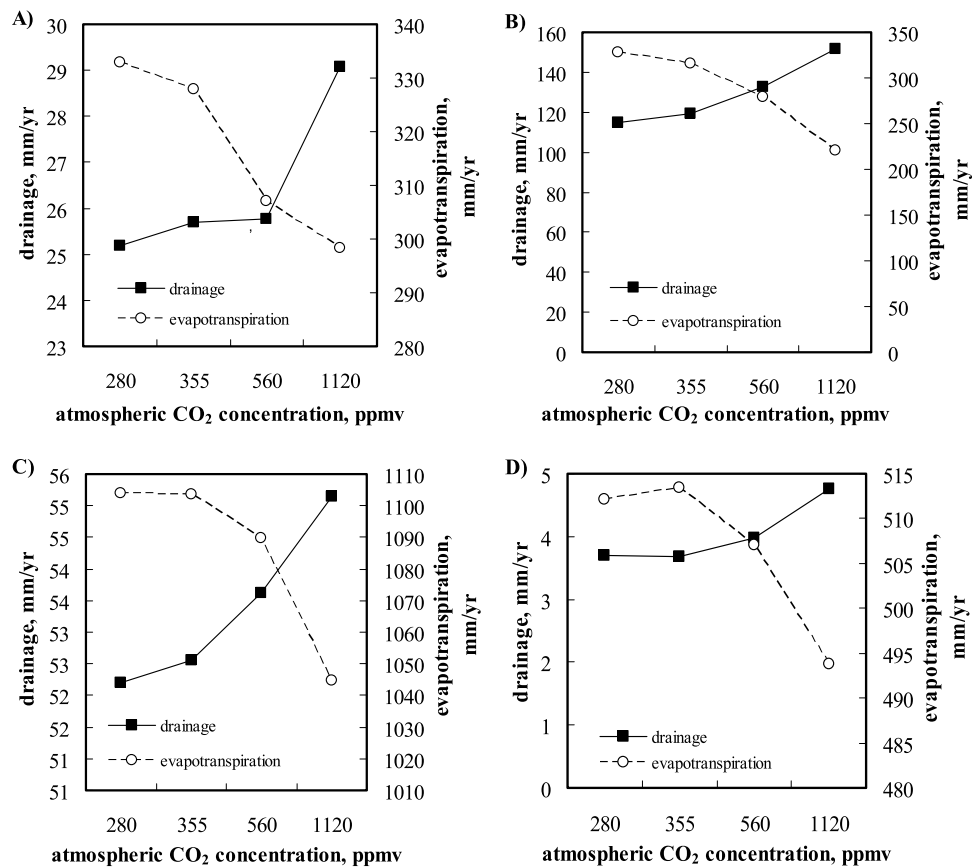 A)
drainage, mm/yr
30
29
28
27
26
25
24
23
evapotranspiration,
mm/yr
340
330
320
310
300
290
280
drainage
evapotranspiration
280 355 560 1120
atmospheric CO₂ concentration, ppmv
B)
drainage, mm/yr
160
140
120
100
80
60
40
20
0
evapotranspiration,
mm/yr
350
300
250
200
150
100
50
0
drainage
evapotranspiration
280 355 560 1120
atmospheric CO₂ concentration, ppmv
C)
drainage, mm/yr
56
55
55
54
54
53
53
52
52
51
51
evapotranspiration,
mm/yr
1110
1100
1090
1080
1070
1060
1050
1040
1030
1020
1010
drainage
evapotranspiration
280 355 560 1120
atmospheric CO₂ concentration, ppmv
D)
drainage, mm/yr
5
4
3
2
1
0
evapotranspiration,
mm/yr
515
510
505
500
495
490
485
480
drainage
evapotranspiration
280 355 560 1120
atmospheric CO₂ concentration, ppmv